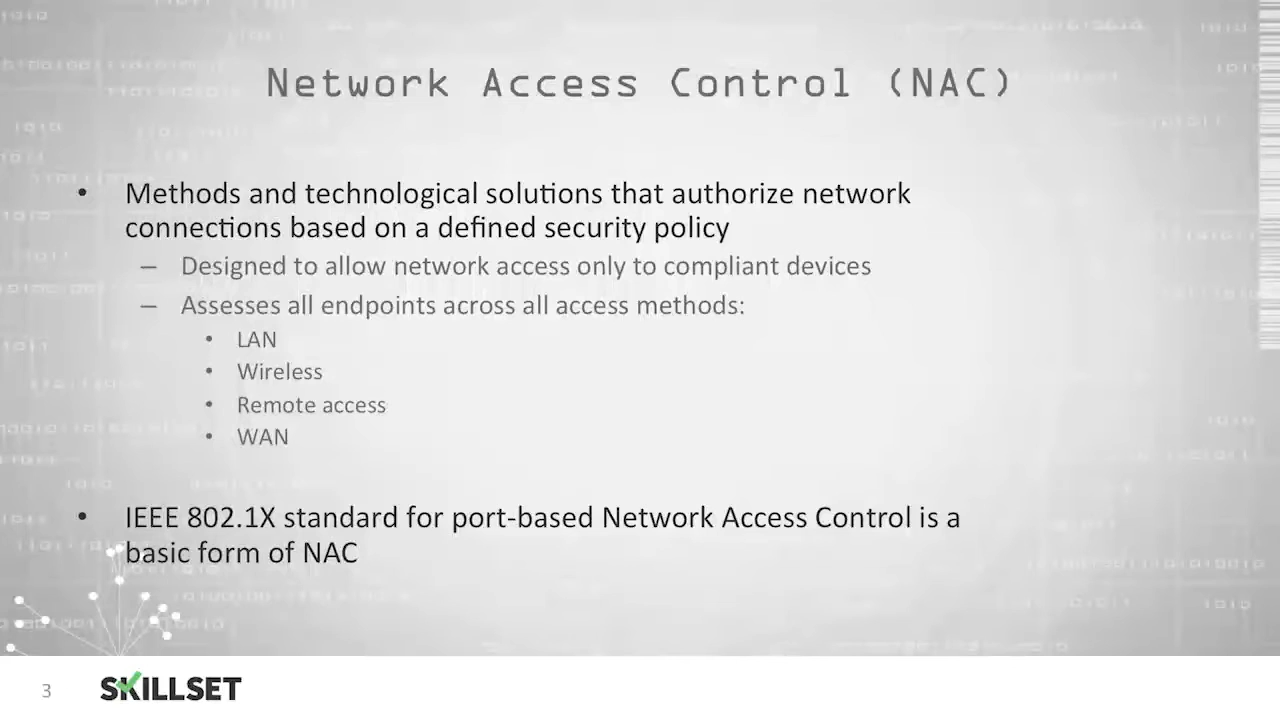 Network Access Control (NAC)
• Methods and technological solutions that authorize network
connections based on a defined security policy
– Designed to allow network access only to compliant devices
– Assesses all endpoints across all access methods:
• LAN
• Wireless
• Remote access
• WAN
• IEEE 802.1X standard for port-based Network Access Control is a
basic form of NAC
3
SKILLSET